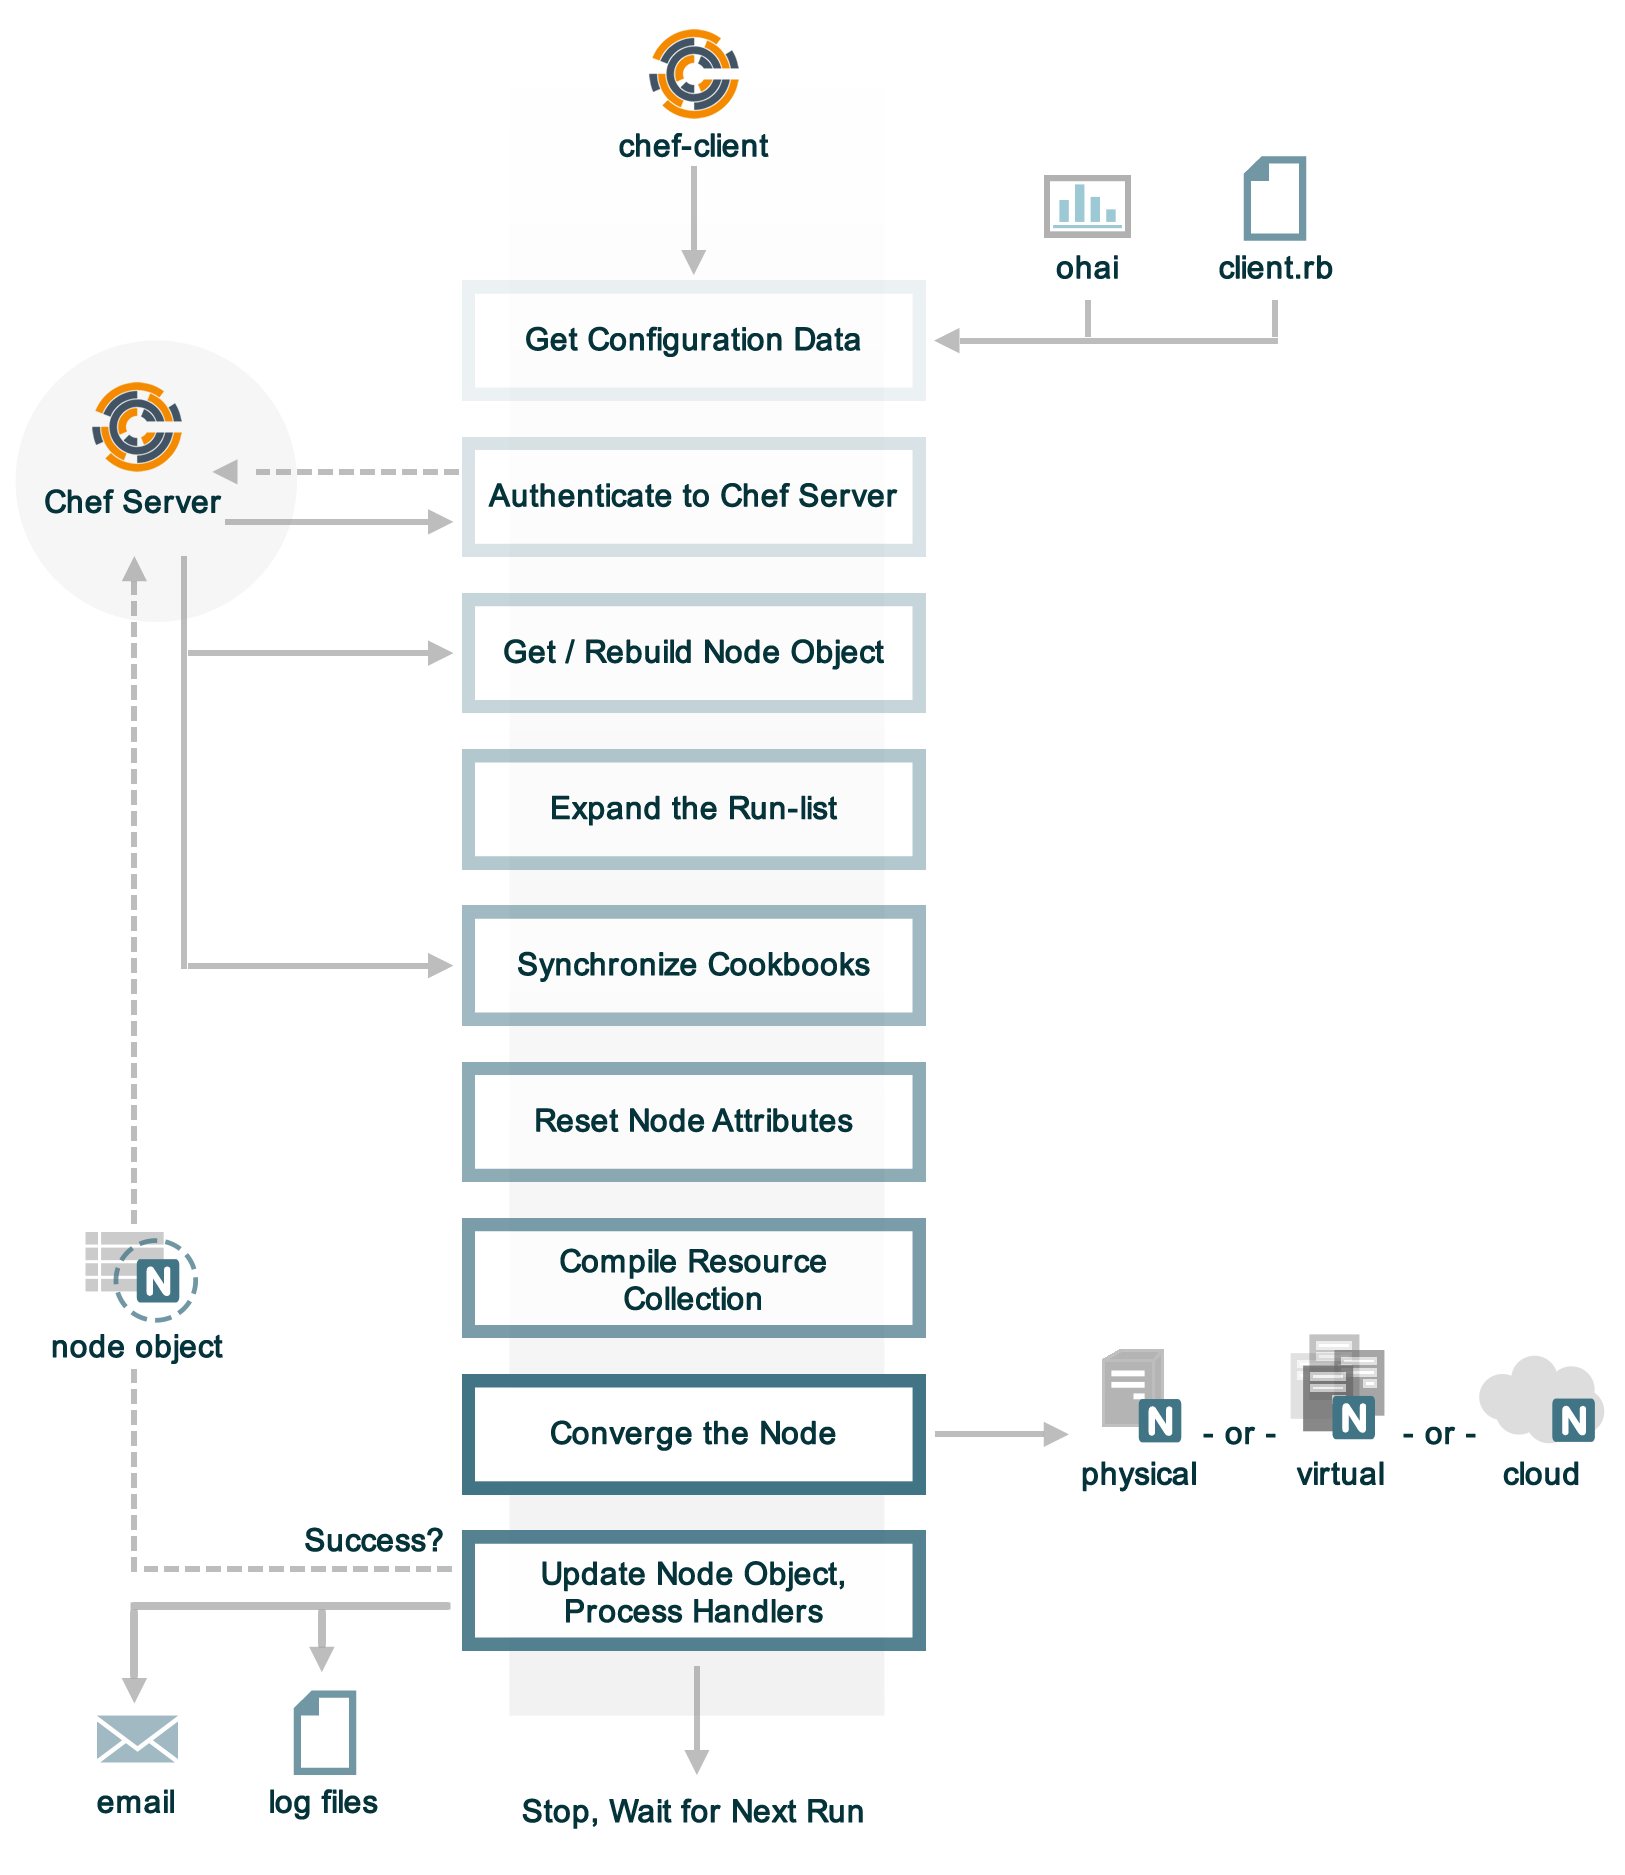 chef-client
ohai
client.rb
Get Configuration Data
Chef Server
Authenticate to Chef Server
Get / Rebuild Node Object
Expand the Run-list
Synchronize Cookbooks
Reset Node Attributes
Compile Resource
Collection
N
node object
Converge the Node
N
- or -
N
- or -
N
physical
virtual
cloud
Success?
Update Node Object,
Process Handlers
email
log files
Stop, Wait for Next Run